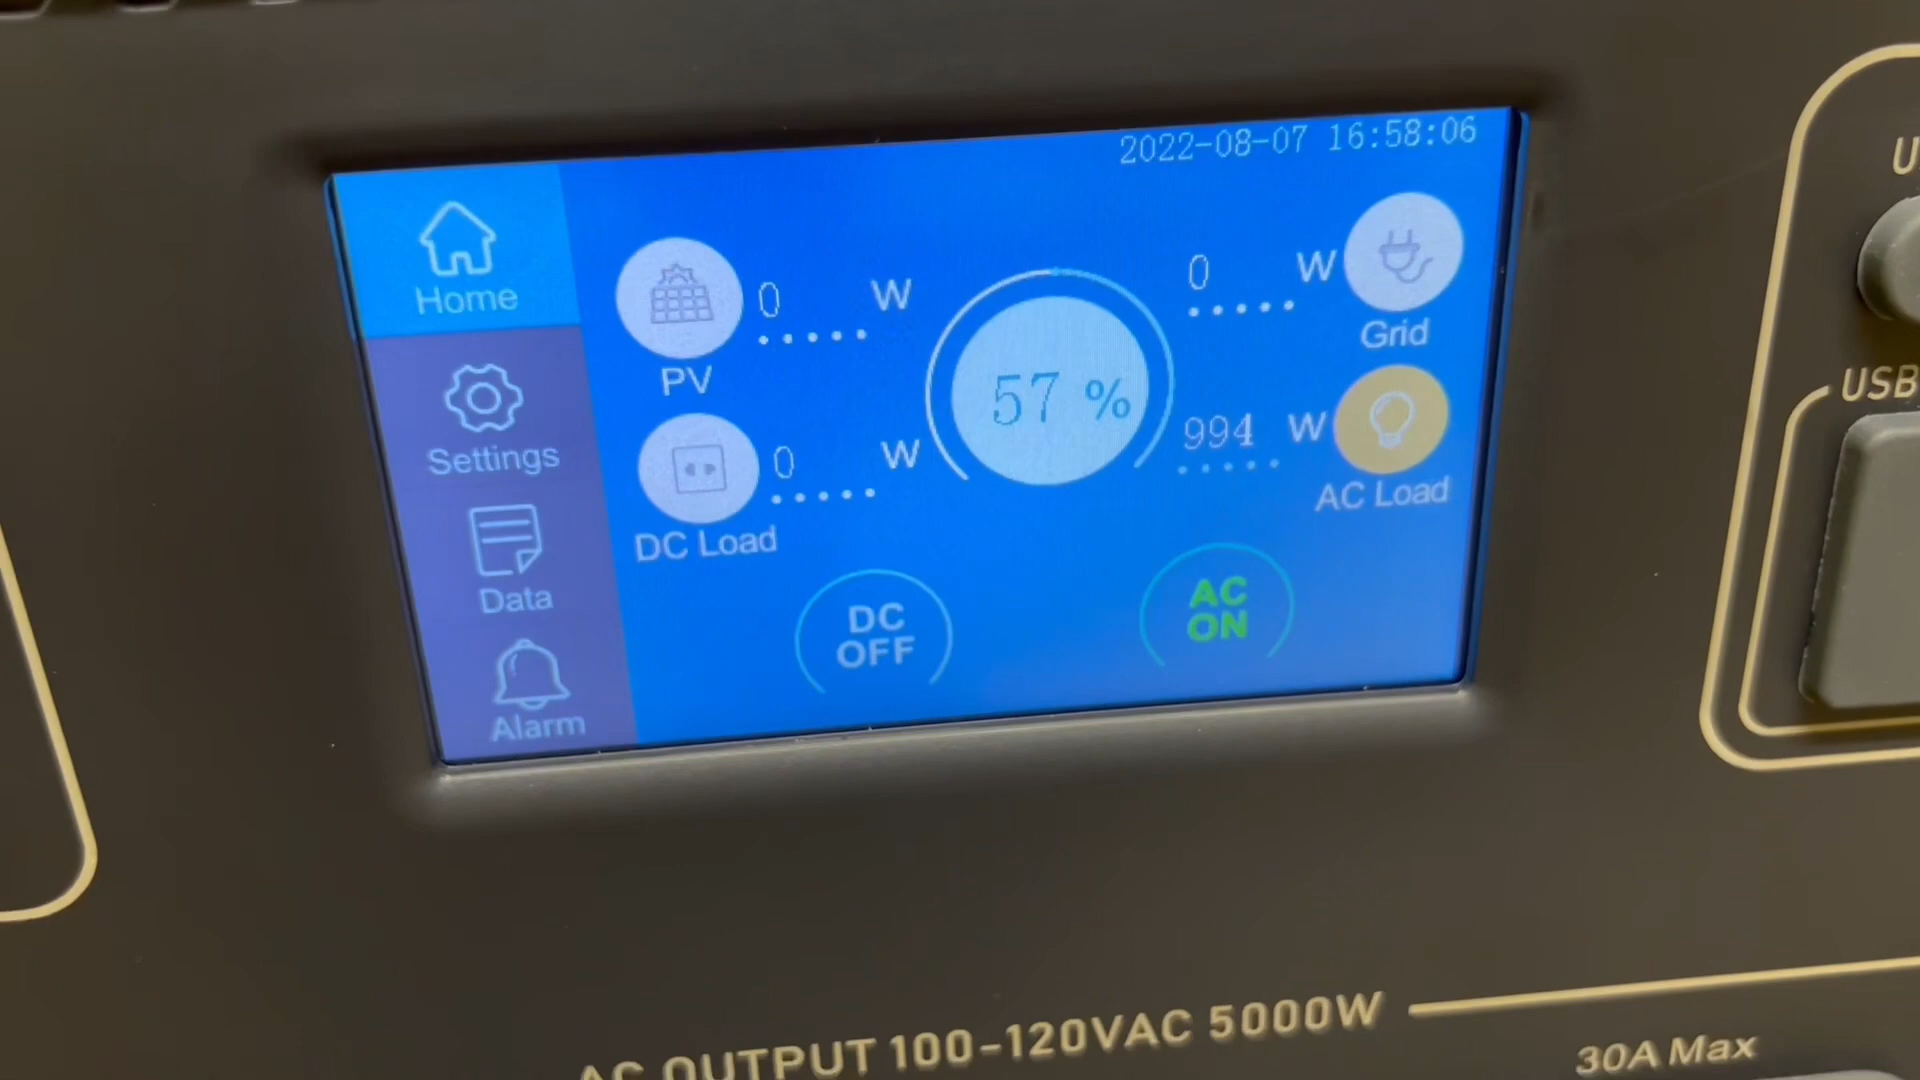 2022-08-07 16:58:06
Home
Settings
Data
Alarm
0 W
PV
0 W
DC Load
57 %
0 W
Grid
994 W
AC Load
DC
OFF
AC
ON
USB
AC OUTPUT 100-120VAC 5000W
30A Max